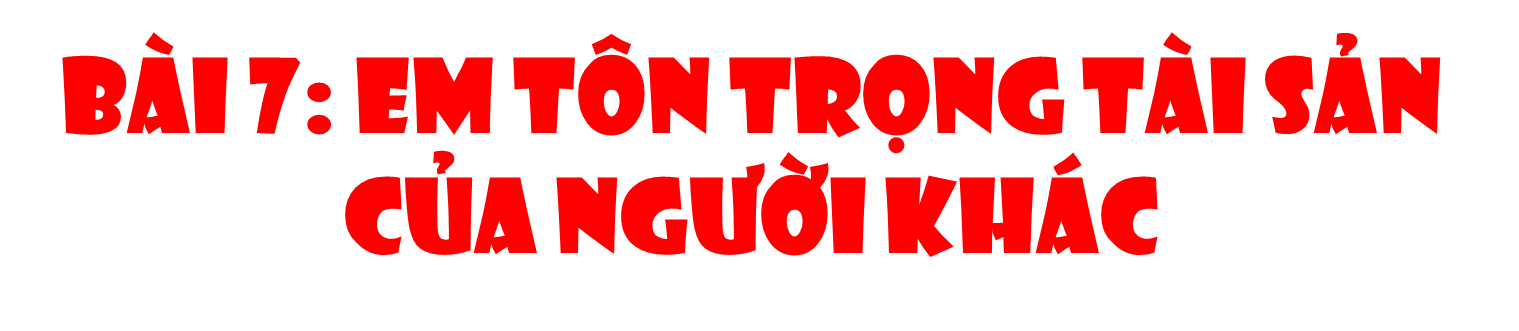 BÀI 7: EM TÔN TRỌNG TÀI SẢN
CỦA NGƯỜI KHÁC